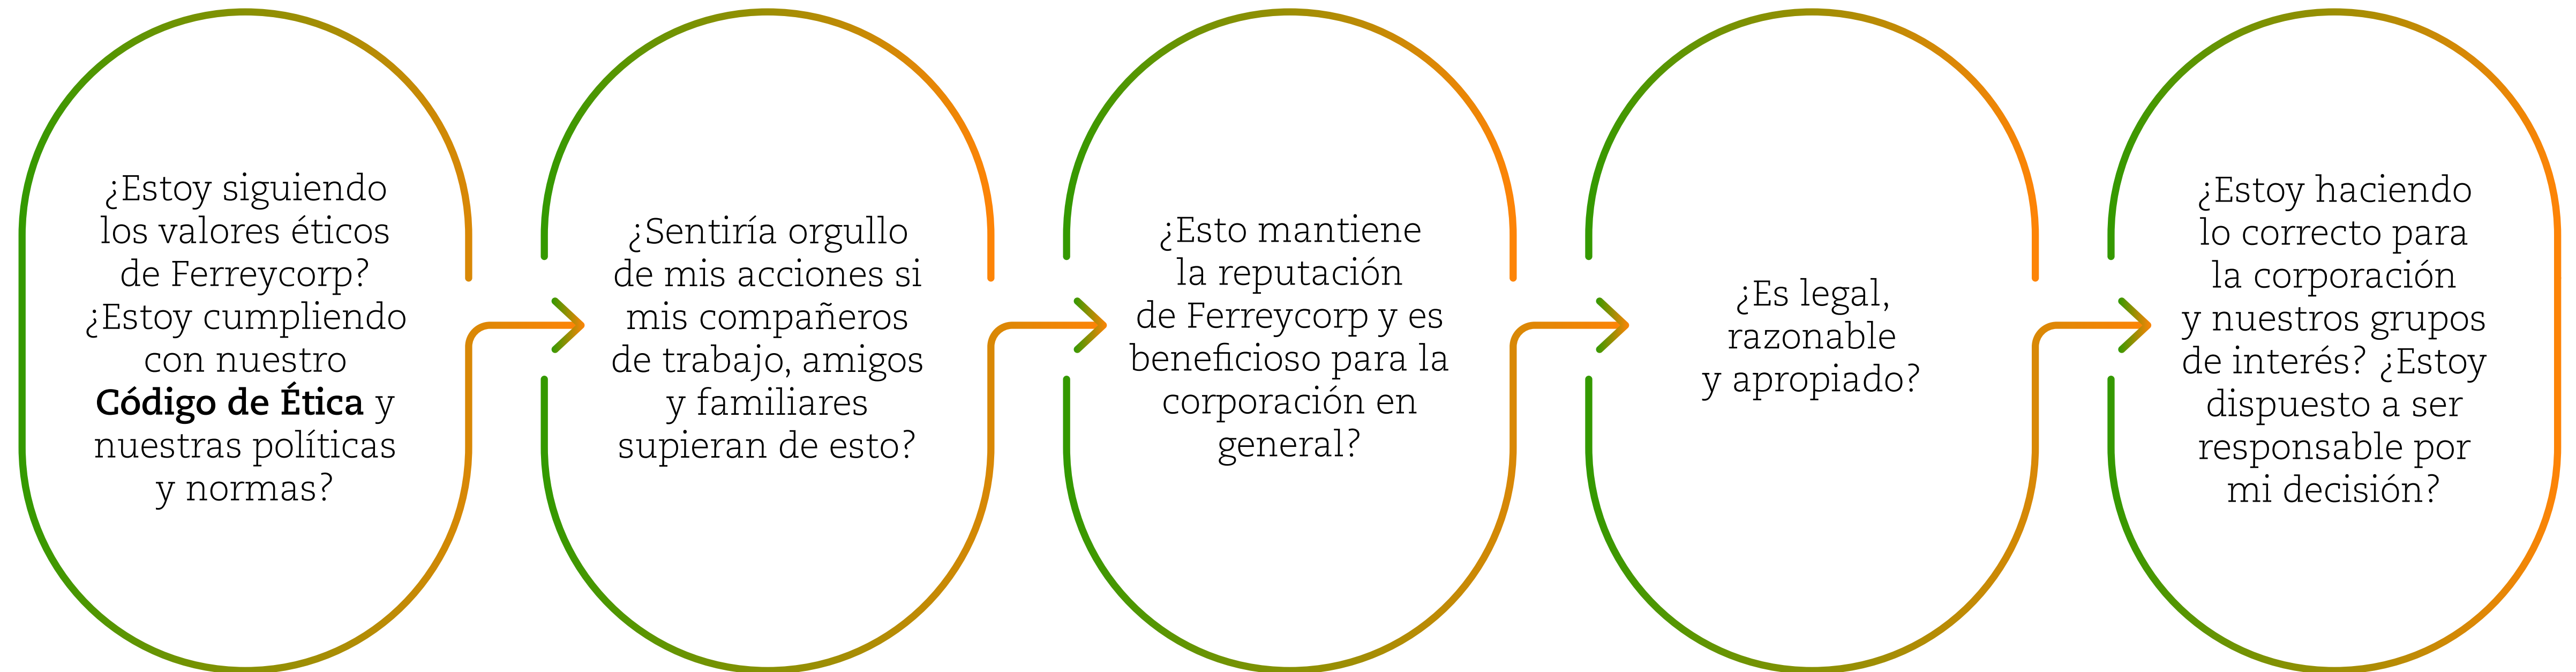 ¿Estoy siguiendo
los valores éticos
de Ferreycorp?
¿Estoy cumpliendo
con nuestro
Código de Ética y
nuestras políticas
y normas?
¿Sentiría orgullo
de mis acciones si
mis compañeros
de trabajo, amigos
y familiares
supieran de esto?
¿Esto mantiene
la reputación
de Ferreycorp y es
beneficioso para la
corporación en
general?
¿Es legal,
razonable
y apropiado?
¿Estoy haciendo
lo correcto para
la corporación
y nuestros grupos
de interés? ¿Estoy
dispuesto a ser
responsable por
mi decisión?